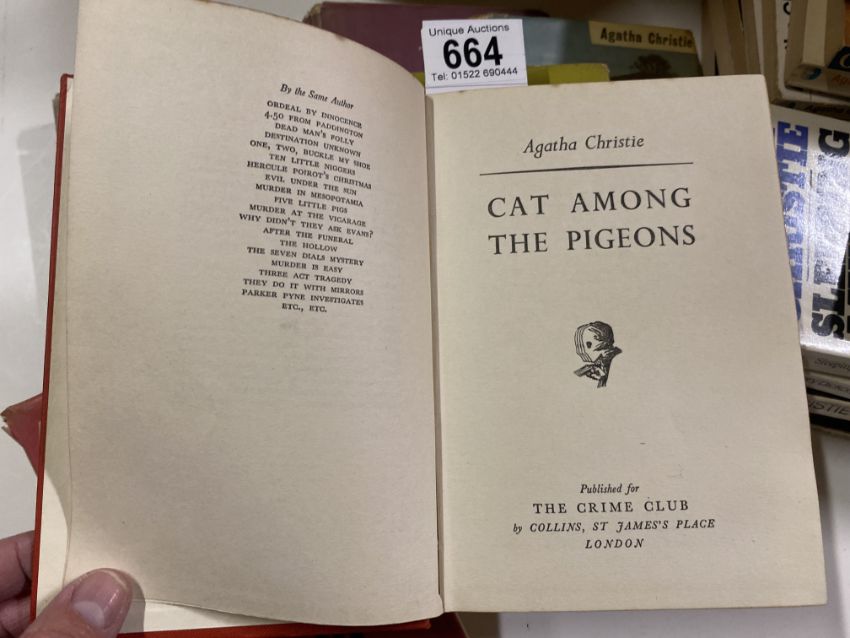 Unique Auctions
664
Tel: 01522 690444
Agatha Christie
By the Same Author
ORDEAL BY INNOCENCE
4.50 FROM PADDINGTON
DEAD MAN'S FOLLY
DESTINATION UNKNOWN
ONE, TWO, BUCKLE MY SHOE
TEN LITTLE NIGGERS
HERCULE POIROT'S CHRISTMAS
EVIL UNDER THE SUN
MURDER IN MESOPOTAMIA
FIVE LITTLE PIGS
MURDER AT THE VICARAGE
WHY DIDN'T THEY ASK EVANS?
AFTER THE FUNERAL
THE HOLLOW
THE SEVEN DIALS MYSTERY
MURDER IS EASY
THREE ACT TRAGEDY
THEY DO IT WITH MIRRORS
PARKER PYNE INVESTIGATES
ETC., ETC.
Agatha Christie
CAT AMONG
THE PIGEONS
Published for
THE CRIME CLUB
by COLLINS, ST JAMES'S PLACE
LONDON